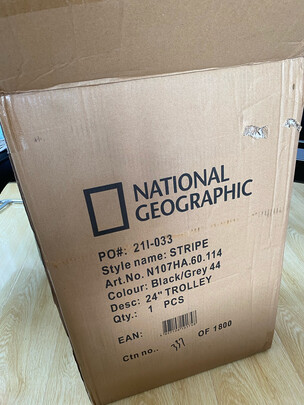 NATIONAL
GEOGRAPHIC
PO#: 21I-033
Style name: STRIPE
Art.No. N107HA.60.114
Colour: Black/Grey 44
Desc: 24" TROLLEY
Qty.: 1 PCS
EAN:
Ctn no.. 337 OF 1800